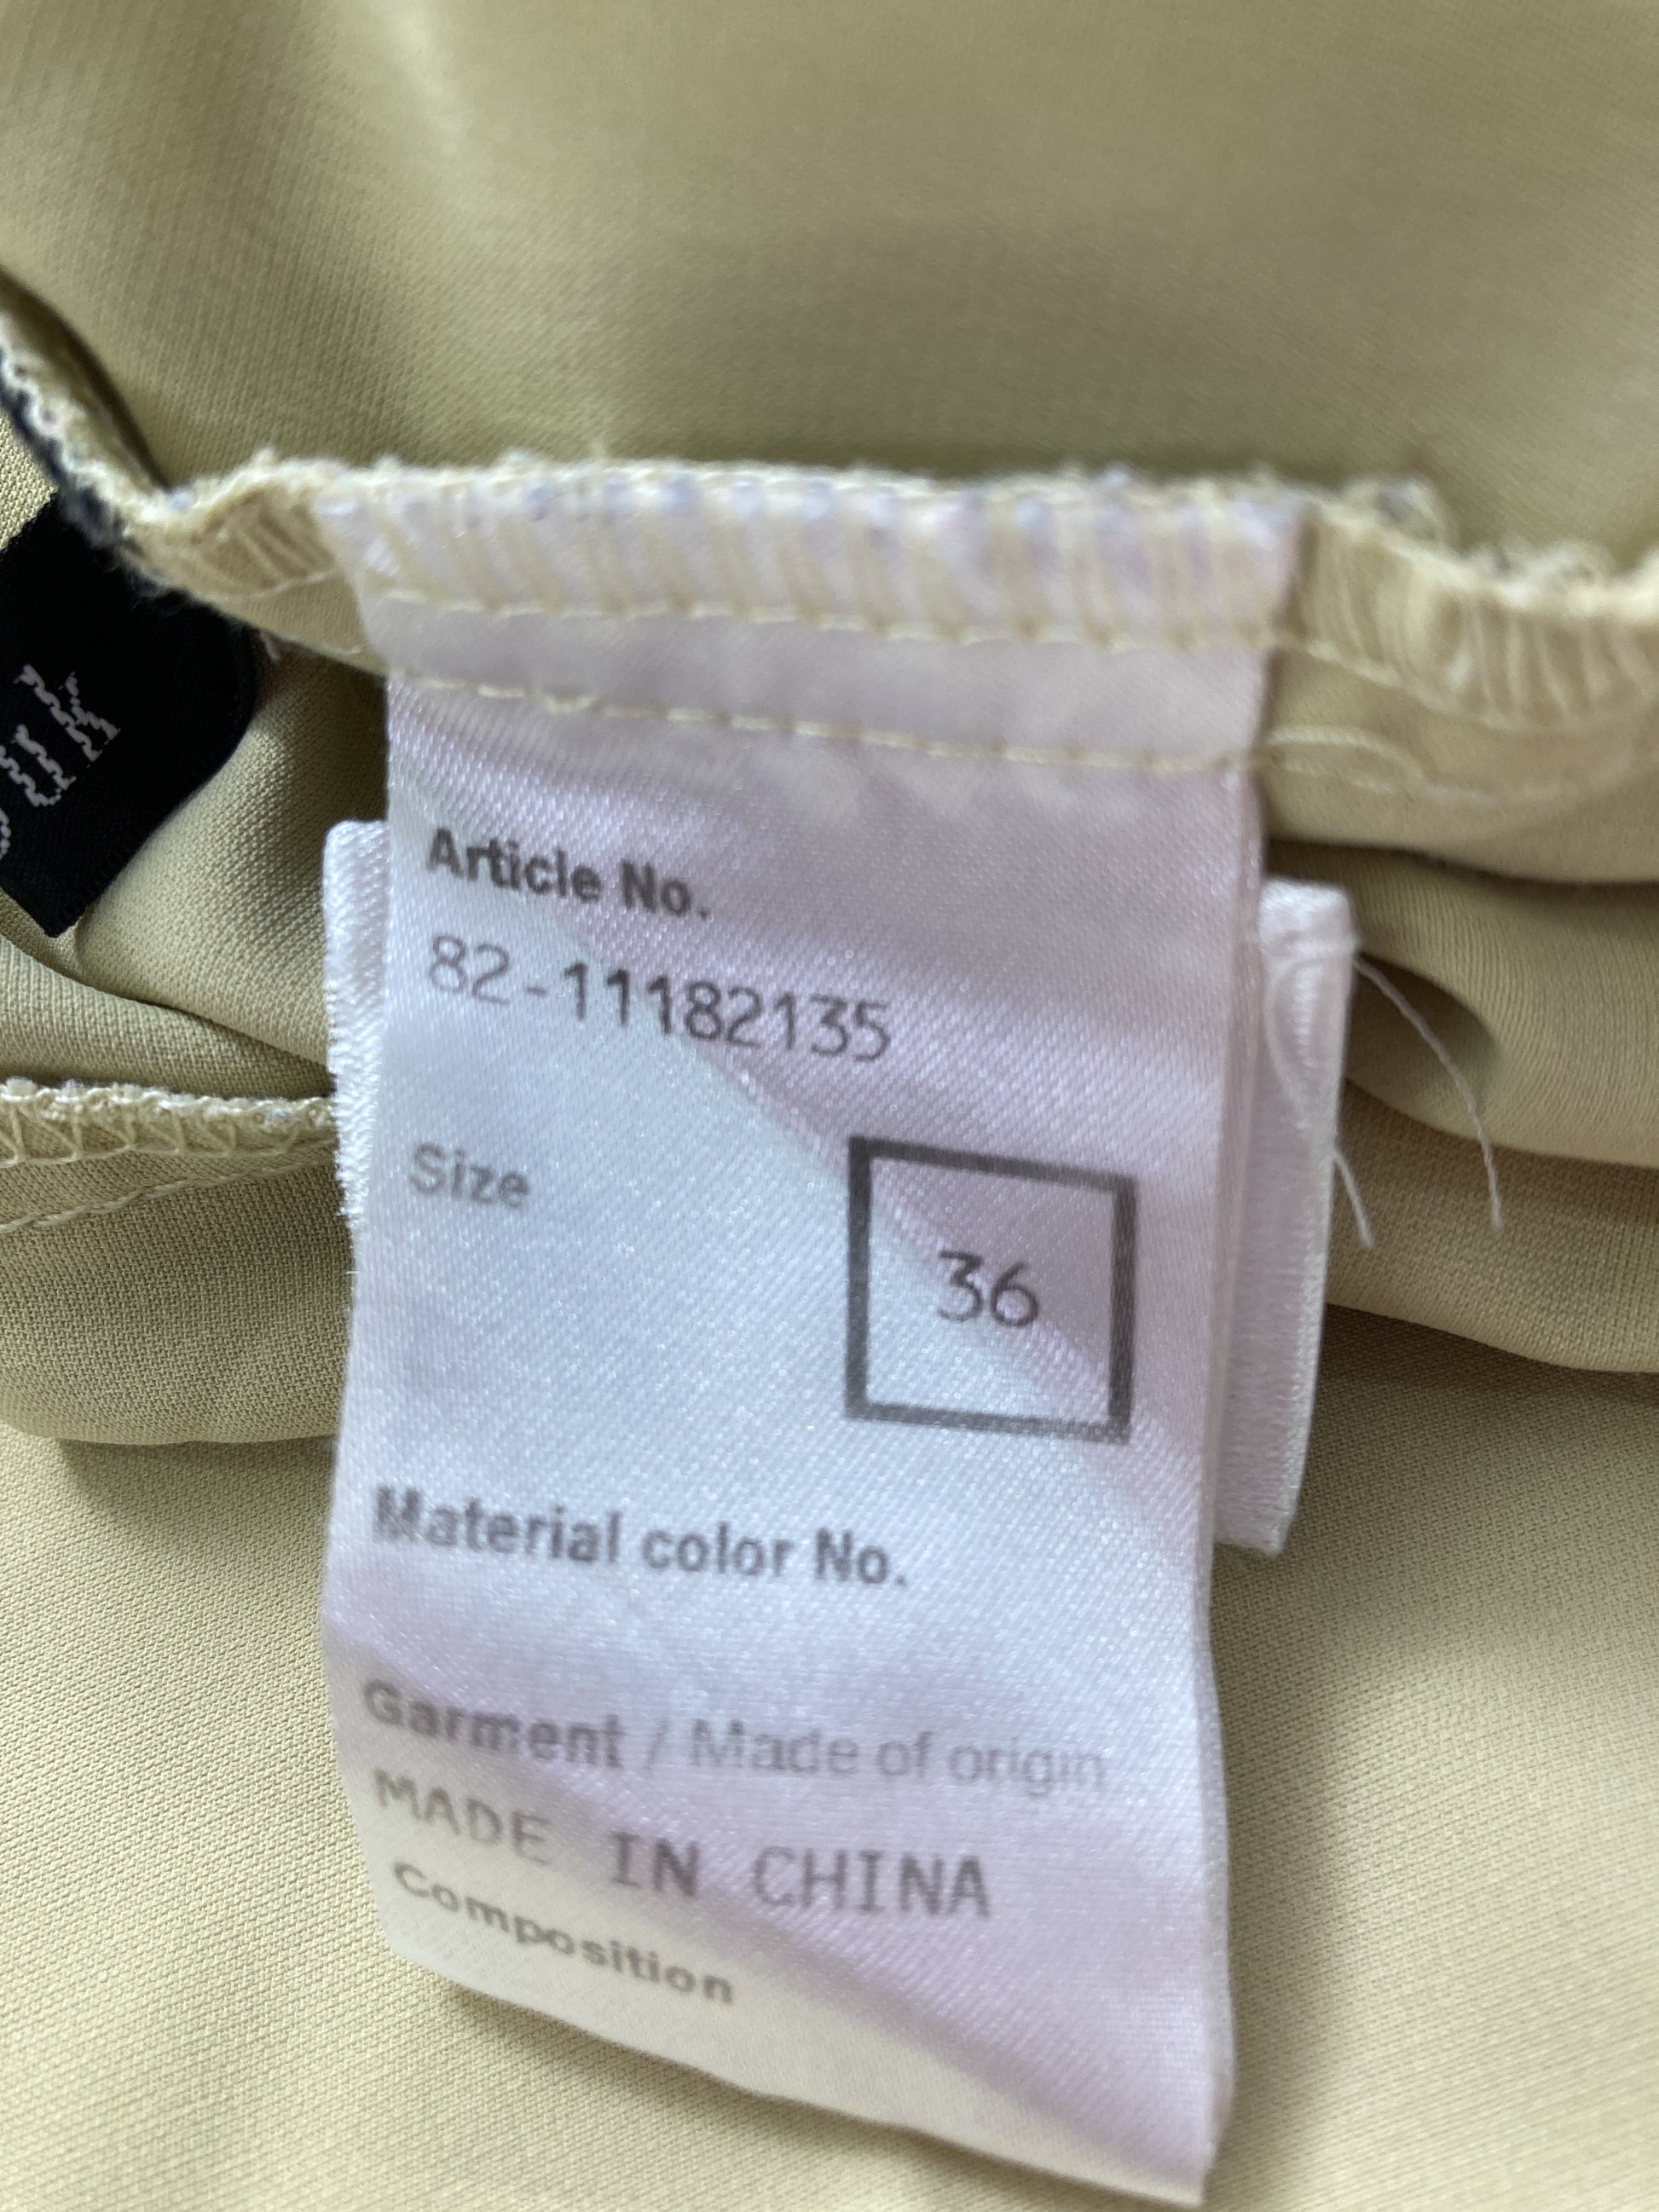 Article No.
82-11182135
Size
36
Material color No.
Garment / Made of origin
MADE IN CHINA
Composition